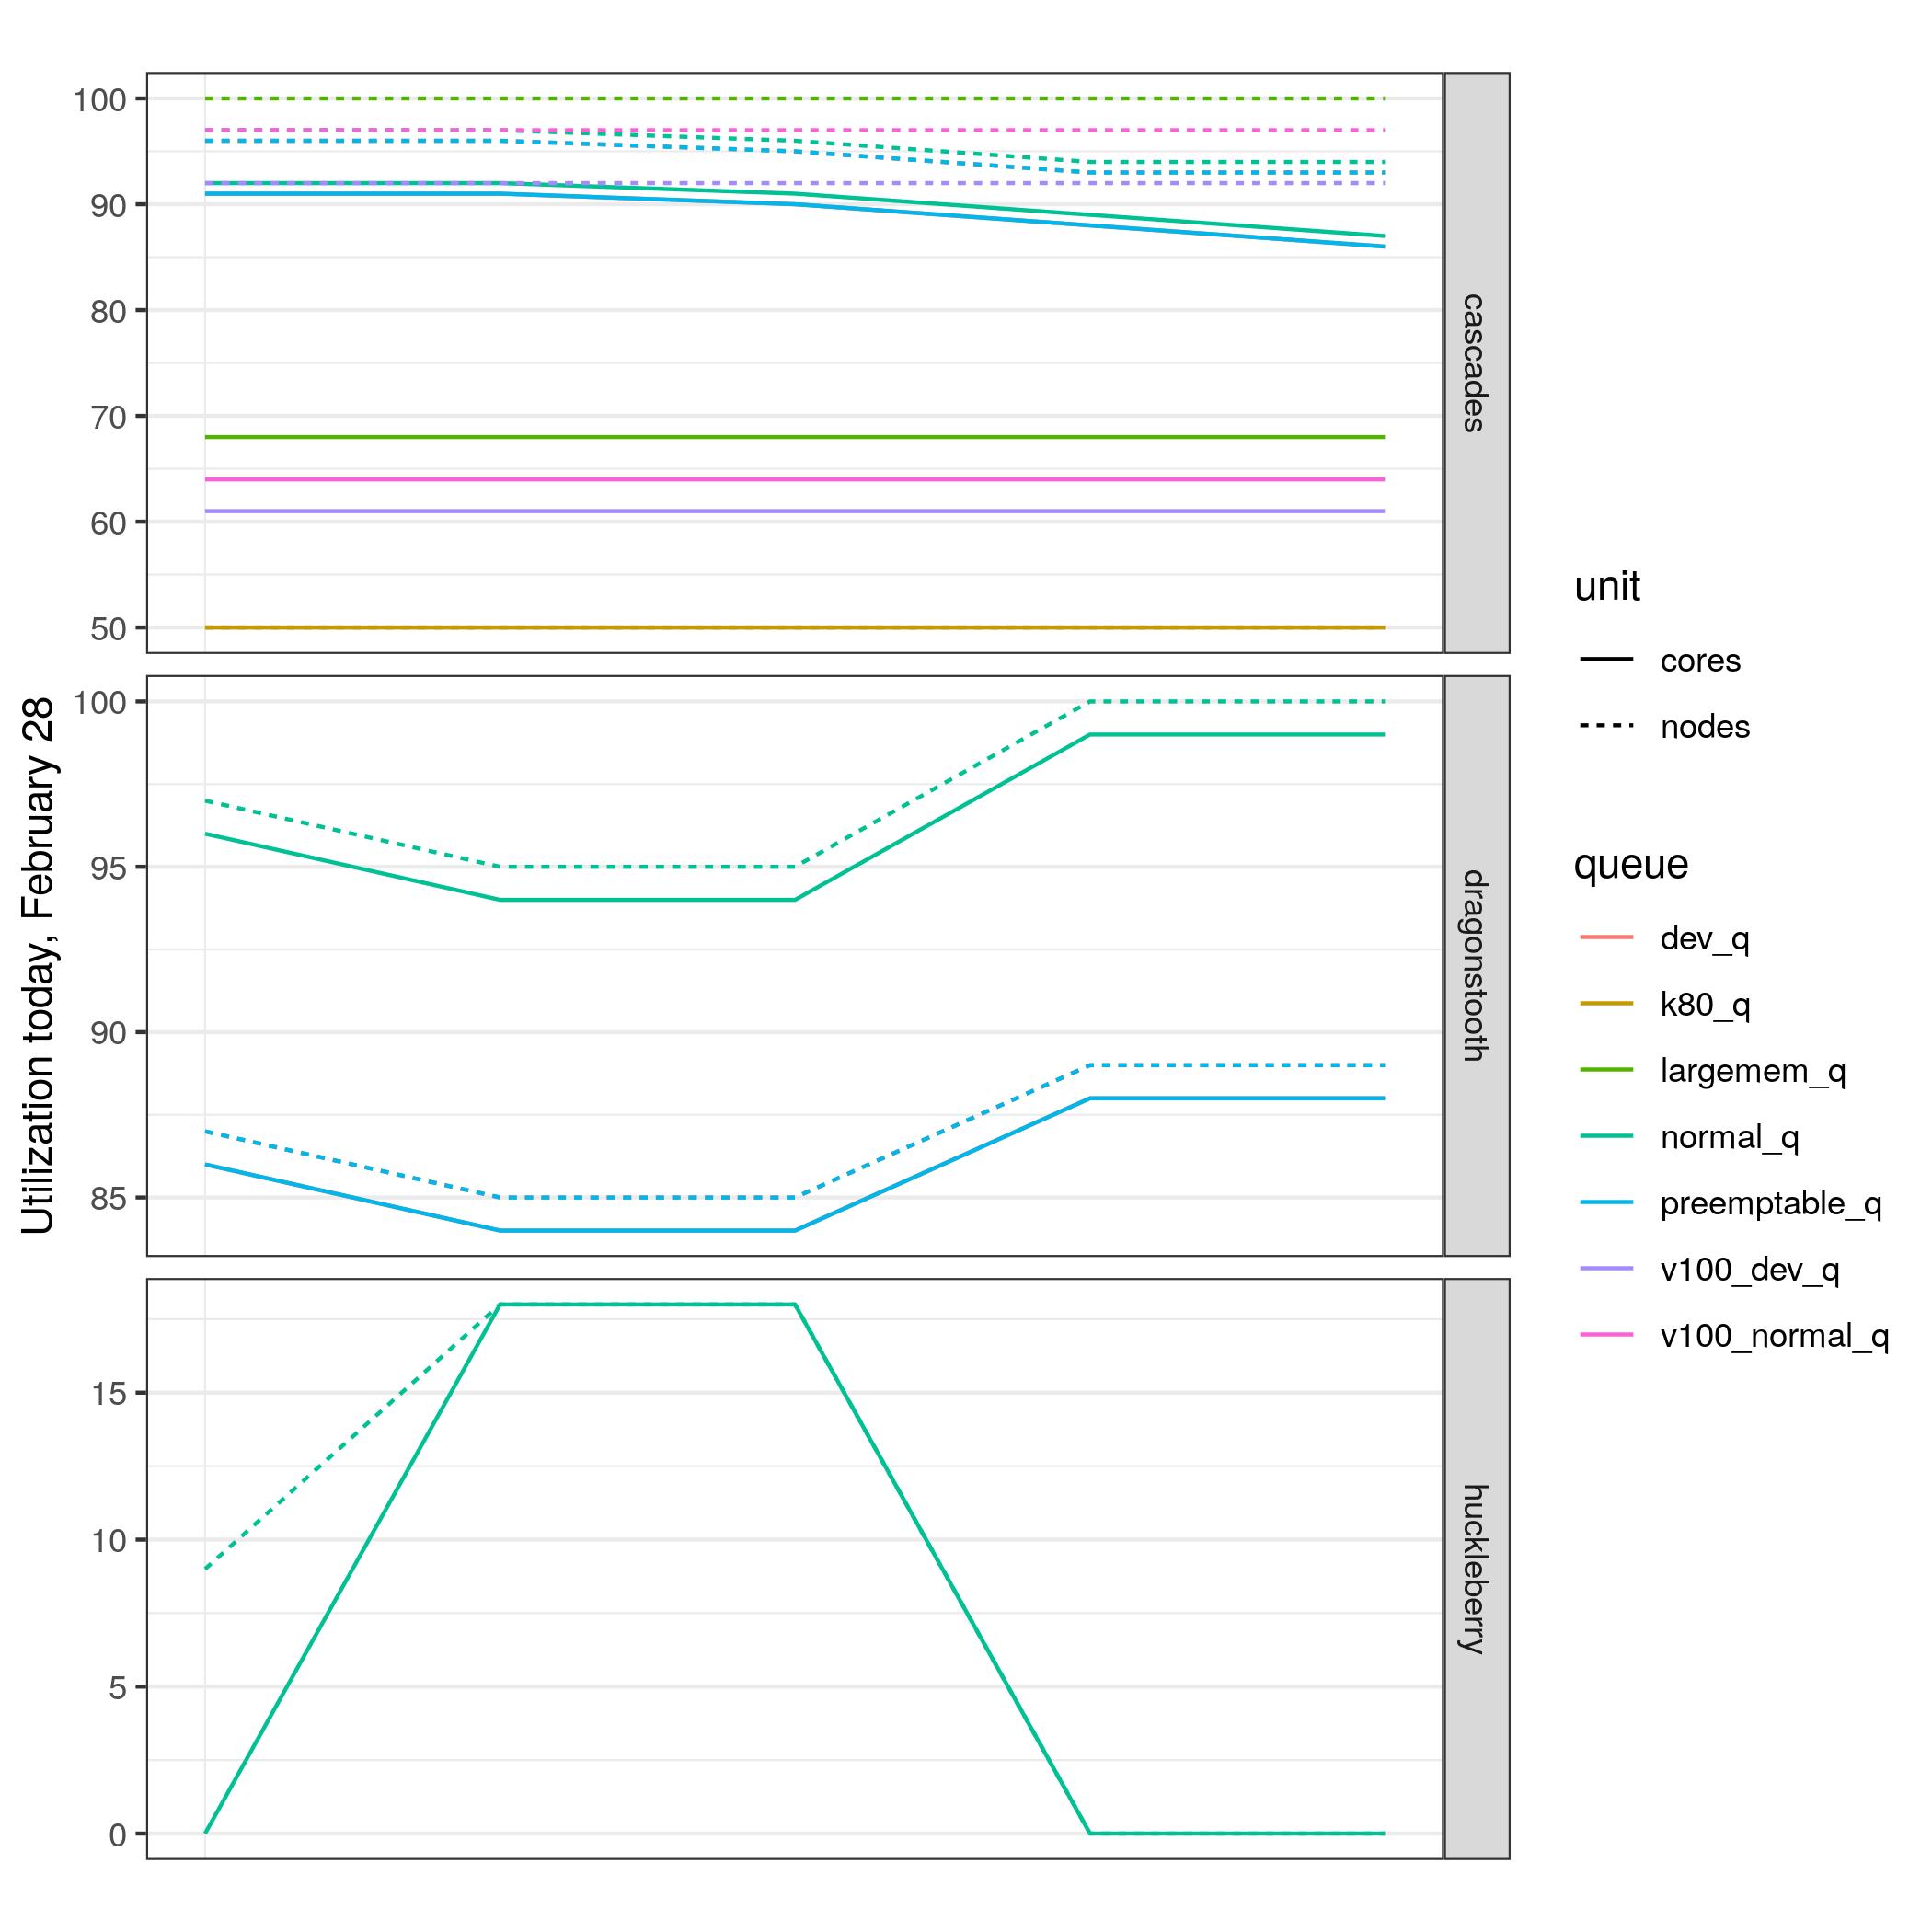 Utilization today, February 28
100
90
80
70
60
50
cascades
100
95
90
85
dragonstooth
15
10
5
0
huckleberry
unit
cores
nodes
queue
dev_q
k80_q
largemem_q
normal_q
preemptable_q
v100_dev_q
v100_normal_q